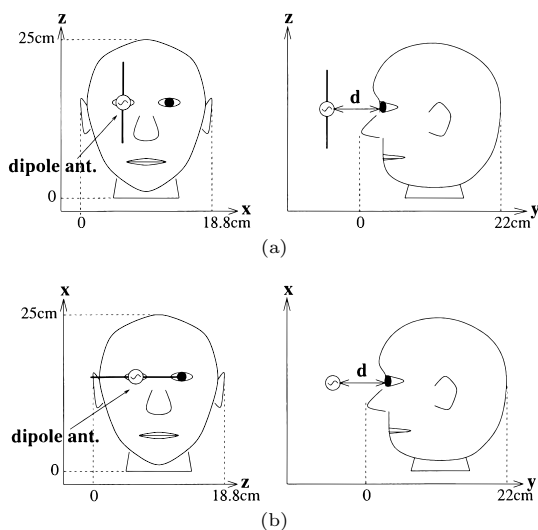 z
25cm
dipole ant.
0
0
18.8cm
x
z
d
0
22cm
y
(a)
x
25cm
dipole ant.
0
0
18.8cm
z
x
d
0
22cm
y
(b)